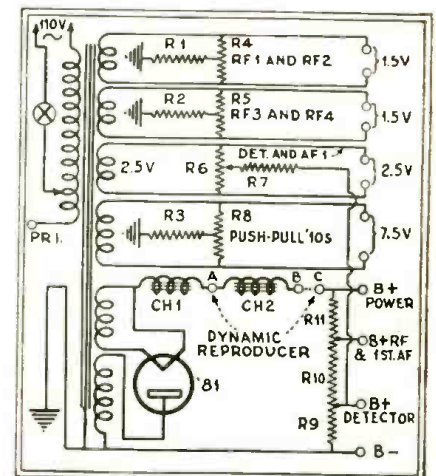 110V
R1
R4
RF1 AND RF2
1.5V
R2
R5
RF3 AND RF4
1.5V
DET. AND AF1
2.5V
R6
R7
2.5V
R3
R8
PUSH-PULL '10S
7.5V
PRI.
A
B
C
CH1
CH2
B+
POWER
DYNAMIC
REPRODUCER
R11
B+RF
& 1ST. AF
81
R10
B+
DETECTOR
R9
B-